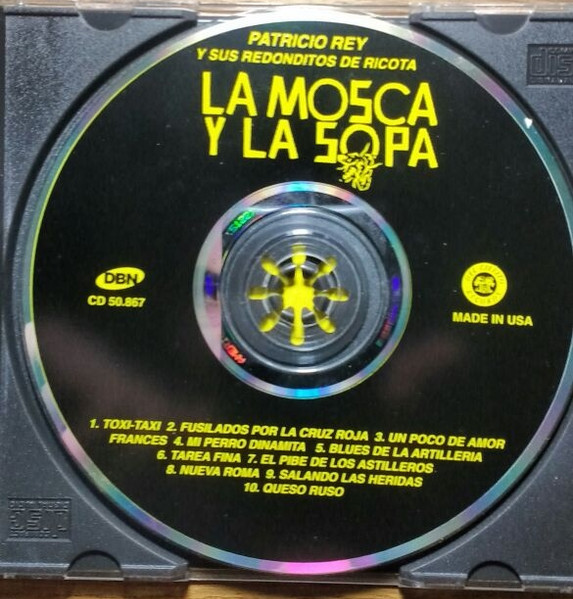 PATRICIO REY
Y SUS REDONDITOS DE RICOTA
LA MOSCA
Y LA SOPA
DBN
CD 50.867
MADE IN USA
1. TOXI-TAXI 2. FUSILADOS POR LA CRUZ ROJA 3. UN POCO DE AMOR
FRANCES 4. MI PERRO DINAMITA 5. BLUES DE LA ARTILLERIA
6. TAREA FINA 7. EL PIBE DE LOS ASTILLEROS
8. NUEVA ROMA 9. SALANDO LAS HERIDAS
10. QUESO RUSO